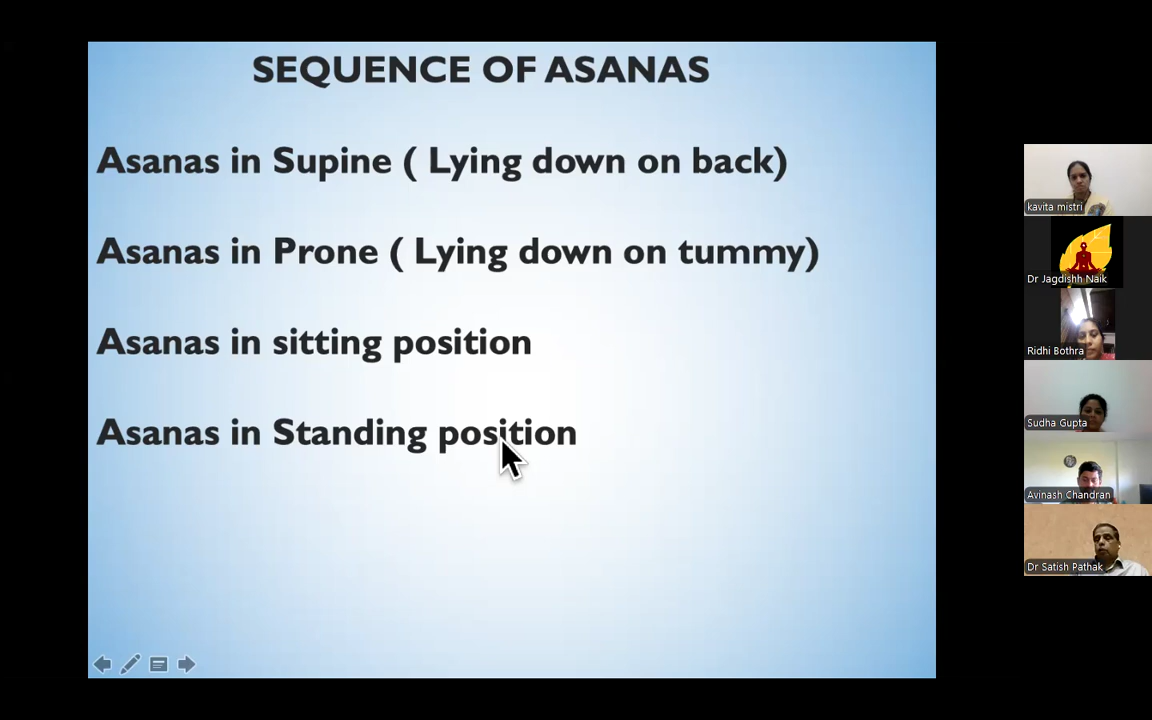 SEQUENCE OF ASANAS
Asanas in Supine ( Lying down on back)
Asanas in Prone ( Lying down on tummy)
Asanas in sitting position
Asanas in Standing position
kavita mistri
Dr Jagdishh Naik
Ridhi Bothra
Sudha Gupta
Avinash Chandran
Dr Satish Pathak